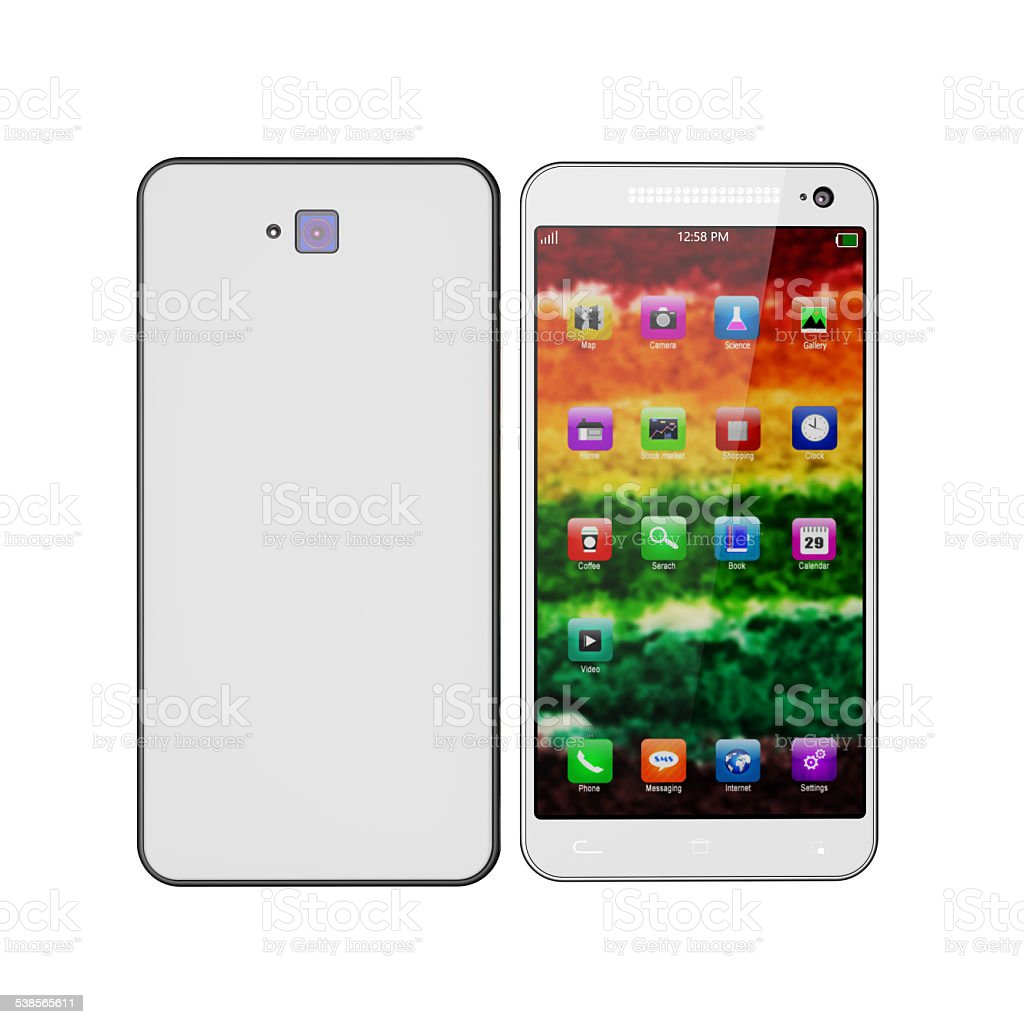 iStock
by Getty Images™
12:58 PM
Map Camera Science Gallery
Home Stock market Shopping Clock
29
Coffee Serach Book Calendar
Video
SMS
Phone Messaging Internet Settings
538565611